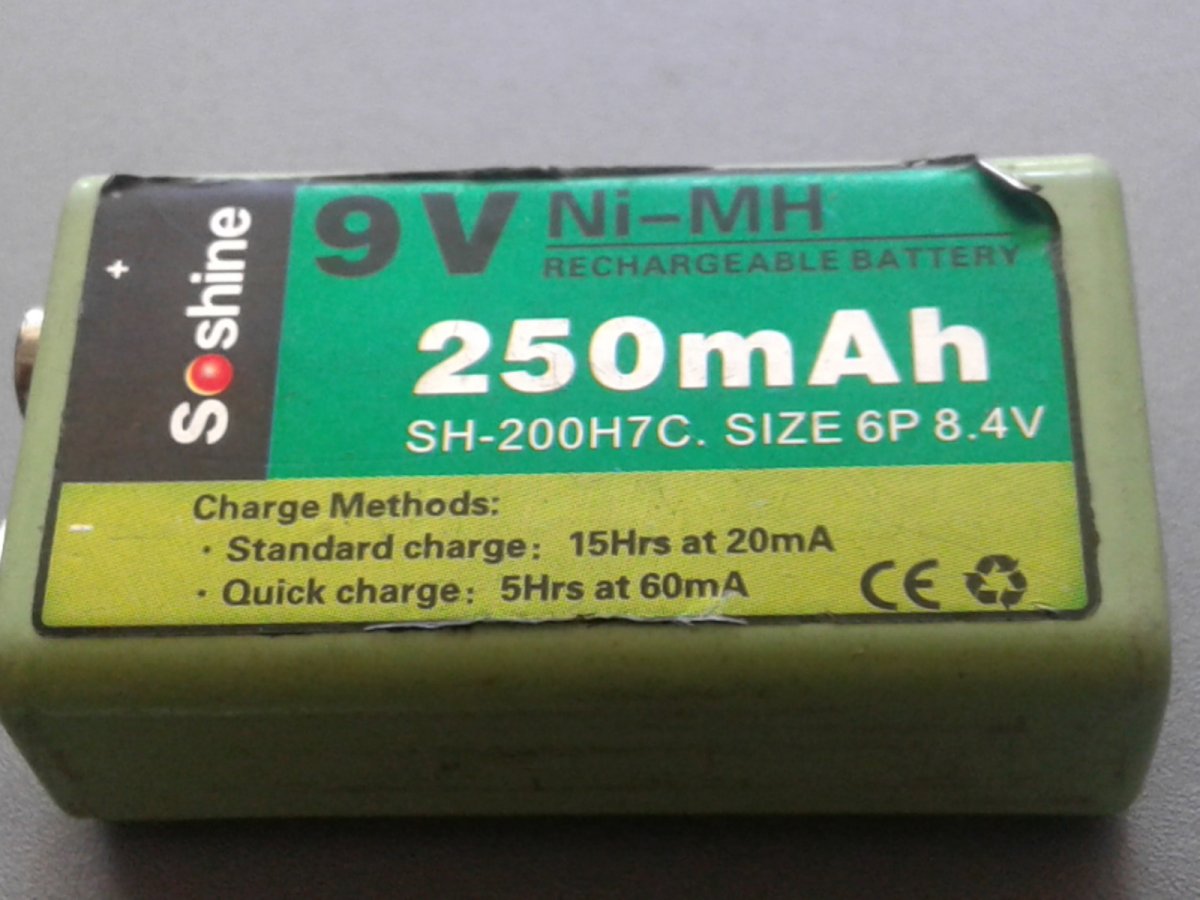 +
Soshine
9V
Ni-MH
RECHARGEABLE BATTERY
250mAh
SH-200H7C. SIZE 6P 8.4V
-
Charge Methods:
· Standard charge: 15Hrs at 20mA
· Quick charge: 5Hrs at 60mA
CE